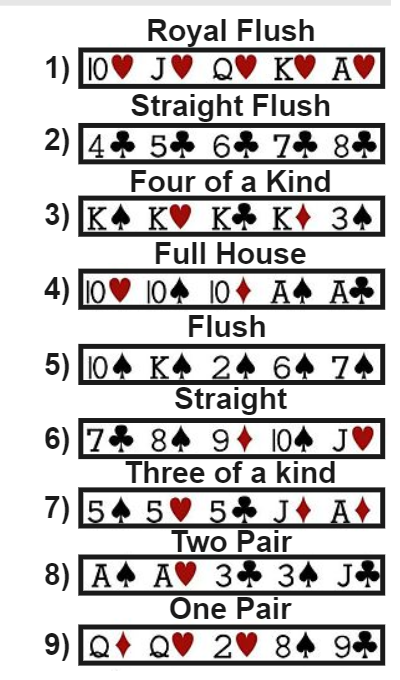 Royal Flush
1) 10♥ J♥ Q♥ K♥ A♥
Straight Flush
2) 4♣ 5♣ 6♣ 7♣ 8♣
Four of a Kind
3) K♠ K♥ K♣ K♦ 3♠
Full House
4) 10♥ 10♠ 10♦ A♠ A♣
Flush
5) 10♠ K♠ 2♠ 6♠ 7♠
Straight
6) 7♣ 8♠ 9♦ 10♠ J♥
Three of a kind
7) 5♠ 5♥ 5♣ J♦ A♦
Two Pair
8) A♠ A♥ 3♣ 3♠ J♣
One Pair
9) Q♦ Q♥ 2♥ 8♠ 9♣